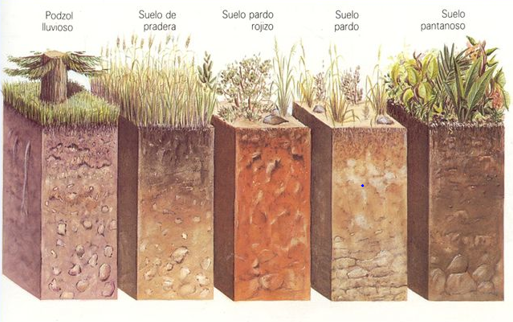 Podzol
lluvioso
Suelo de
pradera
Suelo pardo
rojizo
Suelo
pardo
Suelo
pantanoso